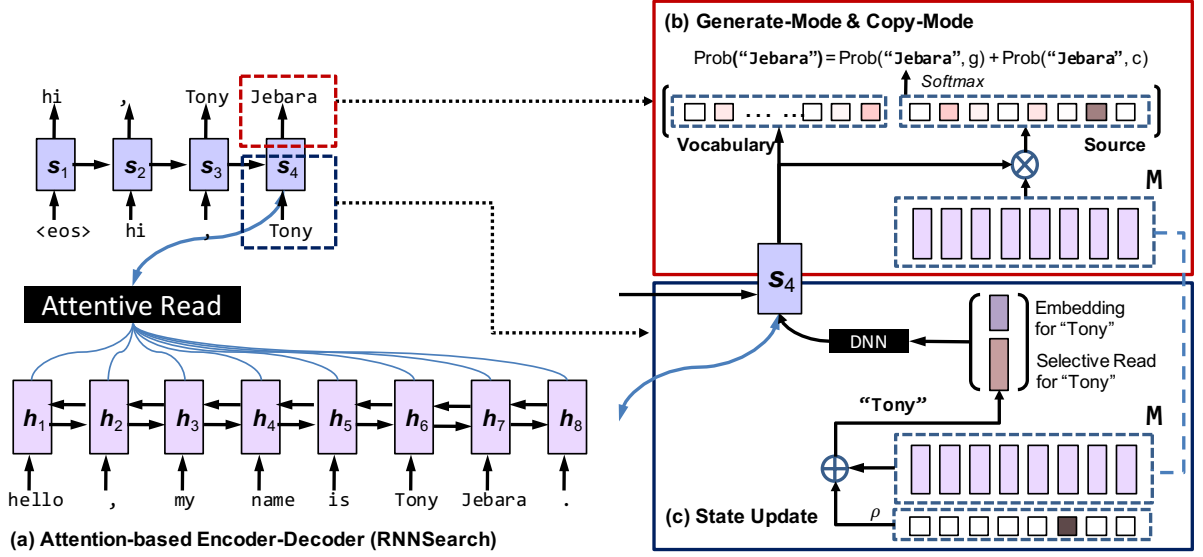 hi , Tony Jebara
s1 s2 s3 s4
<eos> hi , Tony
Attentive Read
h1 h2 h3 h4 h5 h6 h7 h8
hello , my name is Tony Jebara .
(a) Attention-based Encoder-Decoder (RNNSearch)
(b) Generate-Mode & Copy-Mode
Prob(“Jebara”) = Prob(“Jebara”, g) + Prob(“Jebara”, c)
Softmax
... ...
Vocabulary Source
M
s4
DNN
Embedding
for “Tony”
Selective Read
for “Tony”
“Tony”
M
ρ
(c) State Update